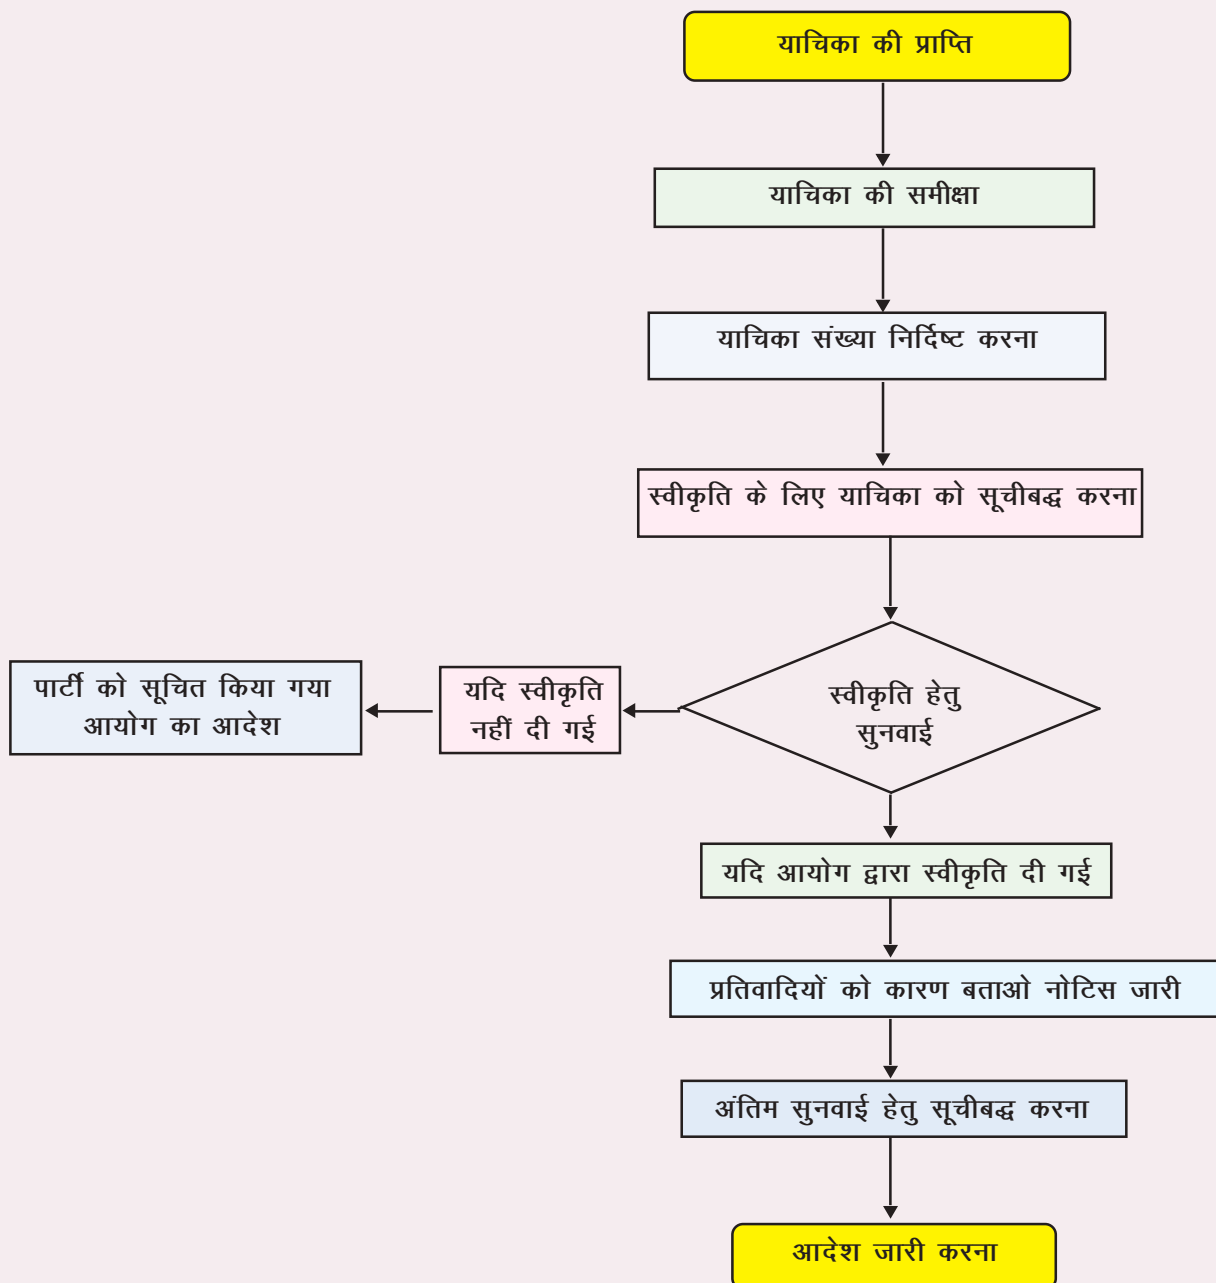 याचिका की प्राप्ति
याचिका की समीक्षा
याचिका संख्या निर्दिष्ट करना
स्वीकृति के लिए याचिका को सूचीबद्ध करना
स्वीकृति हेतु
सुनवाई
यदि स्वीकृति
नहीं दी गई
पार्टी को सूचित किया गया
आयोग का आदेश
यदि आयोग द्वारा स्वीकृति दी गई
प्रतिवादियों को कारण बताओ नोटिस जारी
अंतिम सुनवाई हेतु सूचीबद्ध करना
आदेश जारी करना